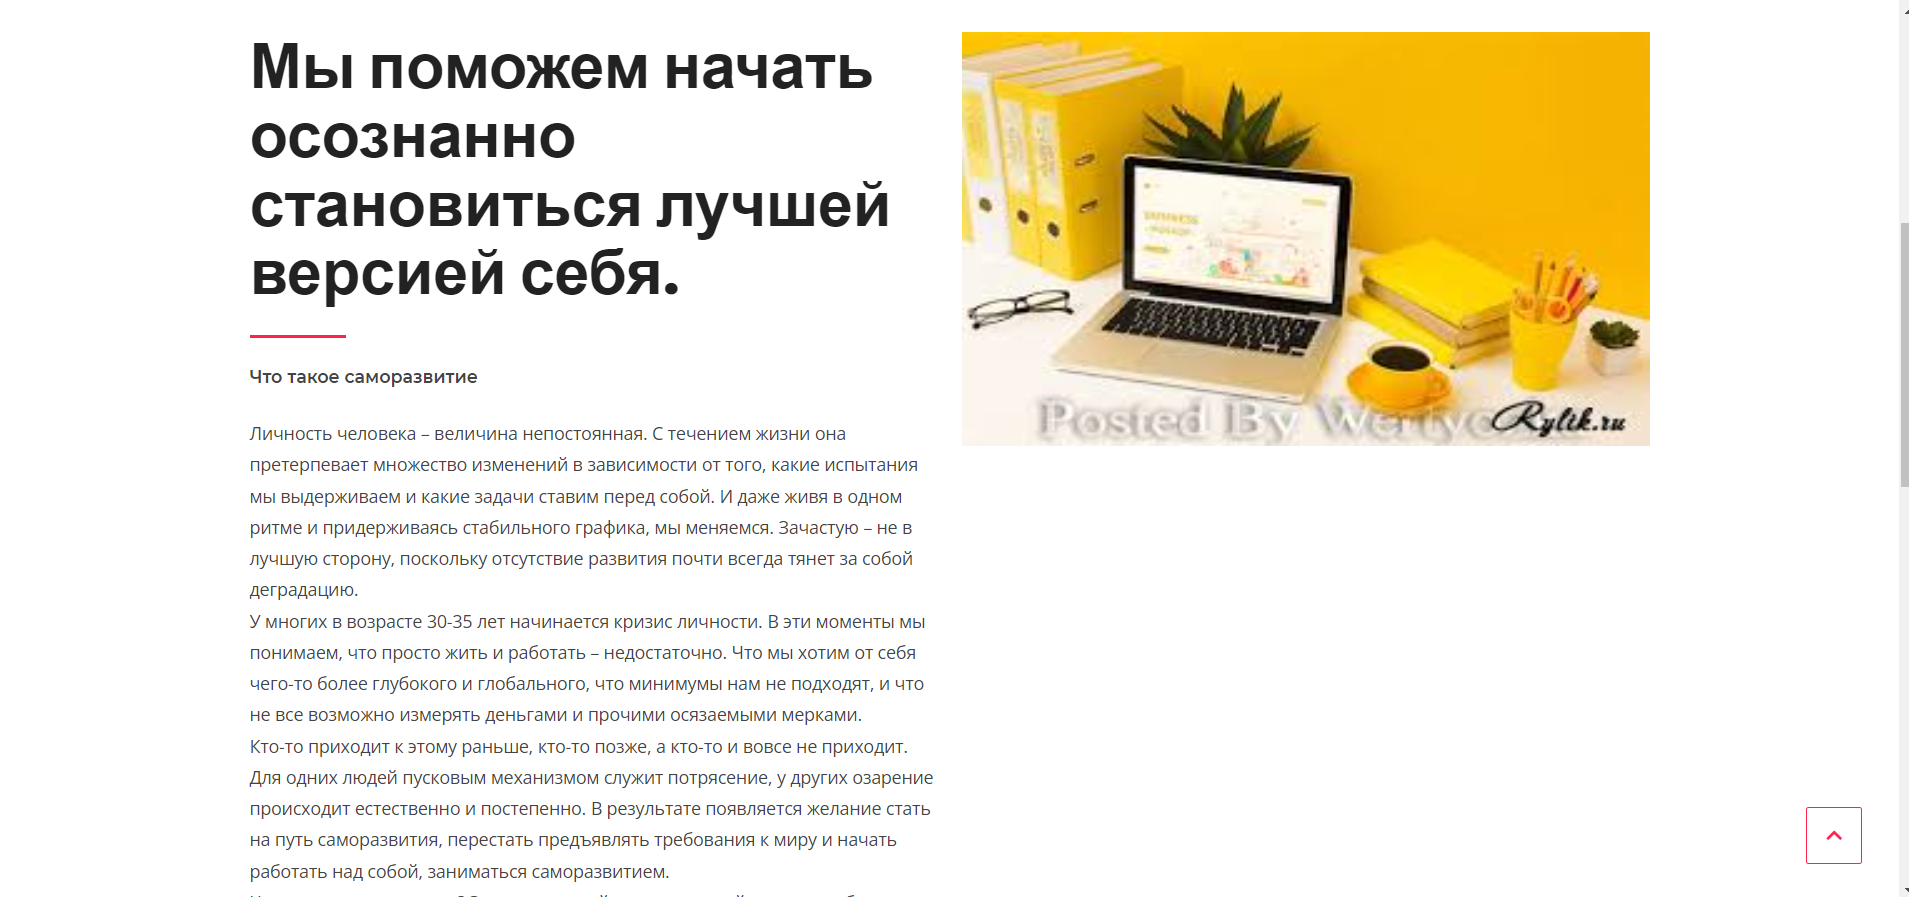 Мы поможем начать
осознанно
становиться лучшей
версией себя.
Что такое саморазвитие
Личность человека – величина непостоянная. С течением жизни она
претерпевает множество изменений в зависимости от того, какие испытания
мы выдерживаем и какие задачи ставим перед собой. И даже живя в одном
ритме и придерживаясь стабильного графика, мы меняемся. Зачастую – не в
лучшую сторону, поскольку отсутствие развития почти всегда тянет за собой
деградацию.
У многих в возрасте 30-35 лет начинается кризис личности. В эти моменты мы
понимаем, что просто жить и работать – недостаточно. Что мы хотим от себя
чего-то более глубокого и глобального, что минимумы нам не подходят, и что
не все возможно измерять деньгами и прочими осязаемыми мерками.
Кто-то приходит к этому раньше, кто-то позже, а кто-то и вовсе не приходит.
Для одних людей пусковым механизмом служит потрясение, у других озарение
происходит естественно и постепенно. В результате появляется желание стать
на путь саморазвития, перестать предъявлять требования к миру и начать
работать над собой, заниматься саморазвитием.
Posted By
Rylik.ru